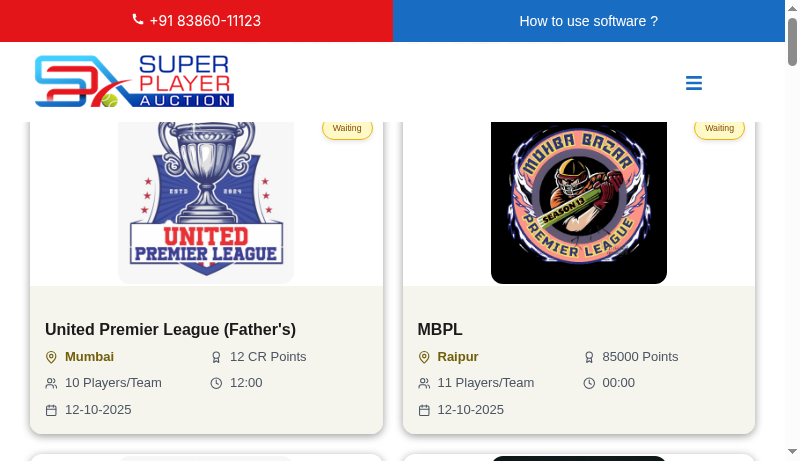 +91 83860-11123
How to use software ?
SUPER
PLAYER
AUCTION
Waiting
Waiting
ESTD 2024
UNITED
PREMIER LEAGUE
MOHBA BAZAR
SEASON 13
PREMIER LEAGUE
United Premier League (Father's)
Mumbai
12 CR Points
10 Players/Team
12:00
12-10-2025
MBPL
Raipur
85000 Points
11 Players/Team
00:00
12-10-2025